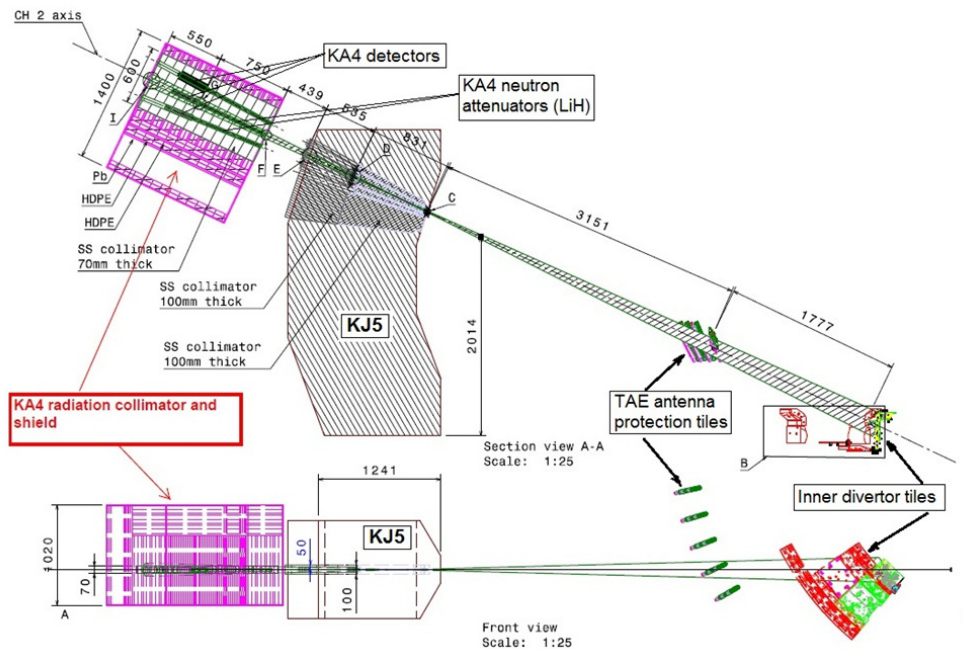 CH 2 axis
550
750
439
635
831
600
1400
KA4 detectors
KA4 neutron
attenuators (LiH)
G
I
F
E
D
C
Pb
HDPE
HDPE
SS collimator
70mm thick
SS collimator
100mm thick
SS collimator
100mm thick
KJ5
3151
1777
2014
KA4 radiation collimator and
shield
TAE antenna
protection tiles
B
Section view A-A
Scale: 1:25
Inner divertor tiles
1241
KJ5
1020
70
50
100
A
Front view
Scale: 1:25